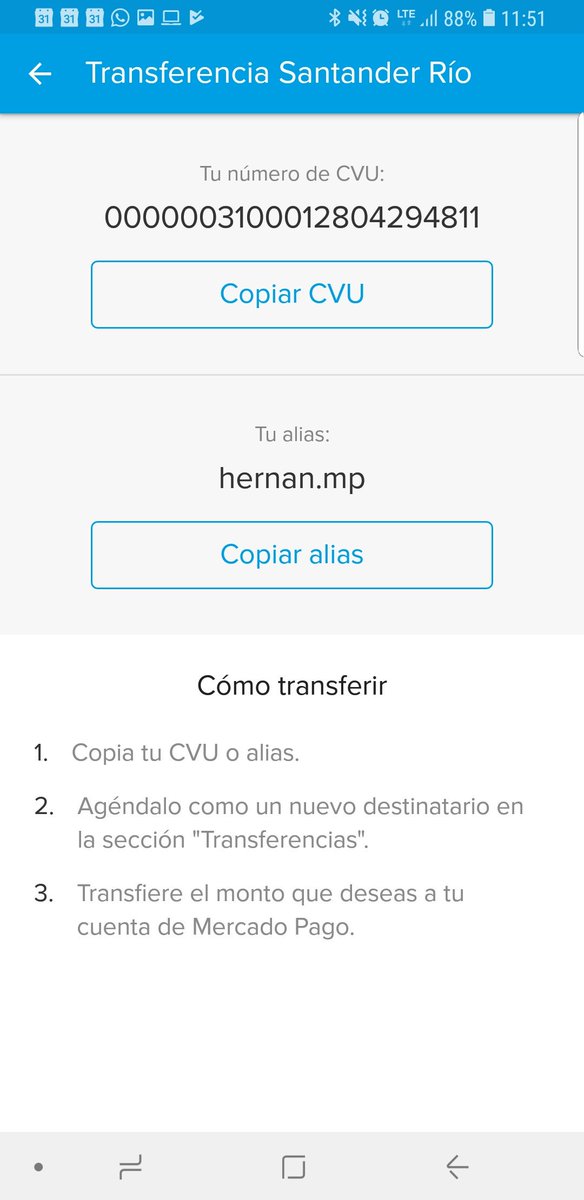 31 31 31 LTE 88% 11:51
Transferencia Santander Río
Tu número de CVU:
0000003100012804294811
Copiar CVU
Tu alias:
hernan.mp
Copiar alias
Cómo transferir
1. Copia tu CVU o alias.
2. Agéndalo como un nuevo destinatario en
la sección "Transferencias".
3. Transfiere el monto que deseas a tu
cuenta de Mercado Pago.